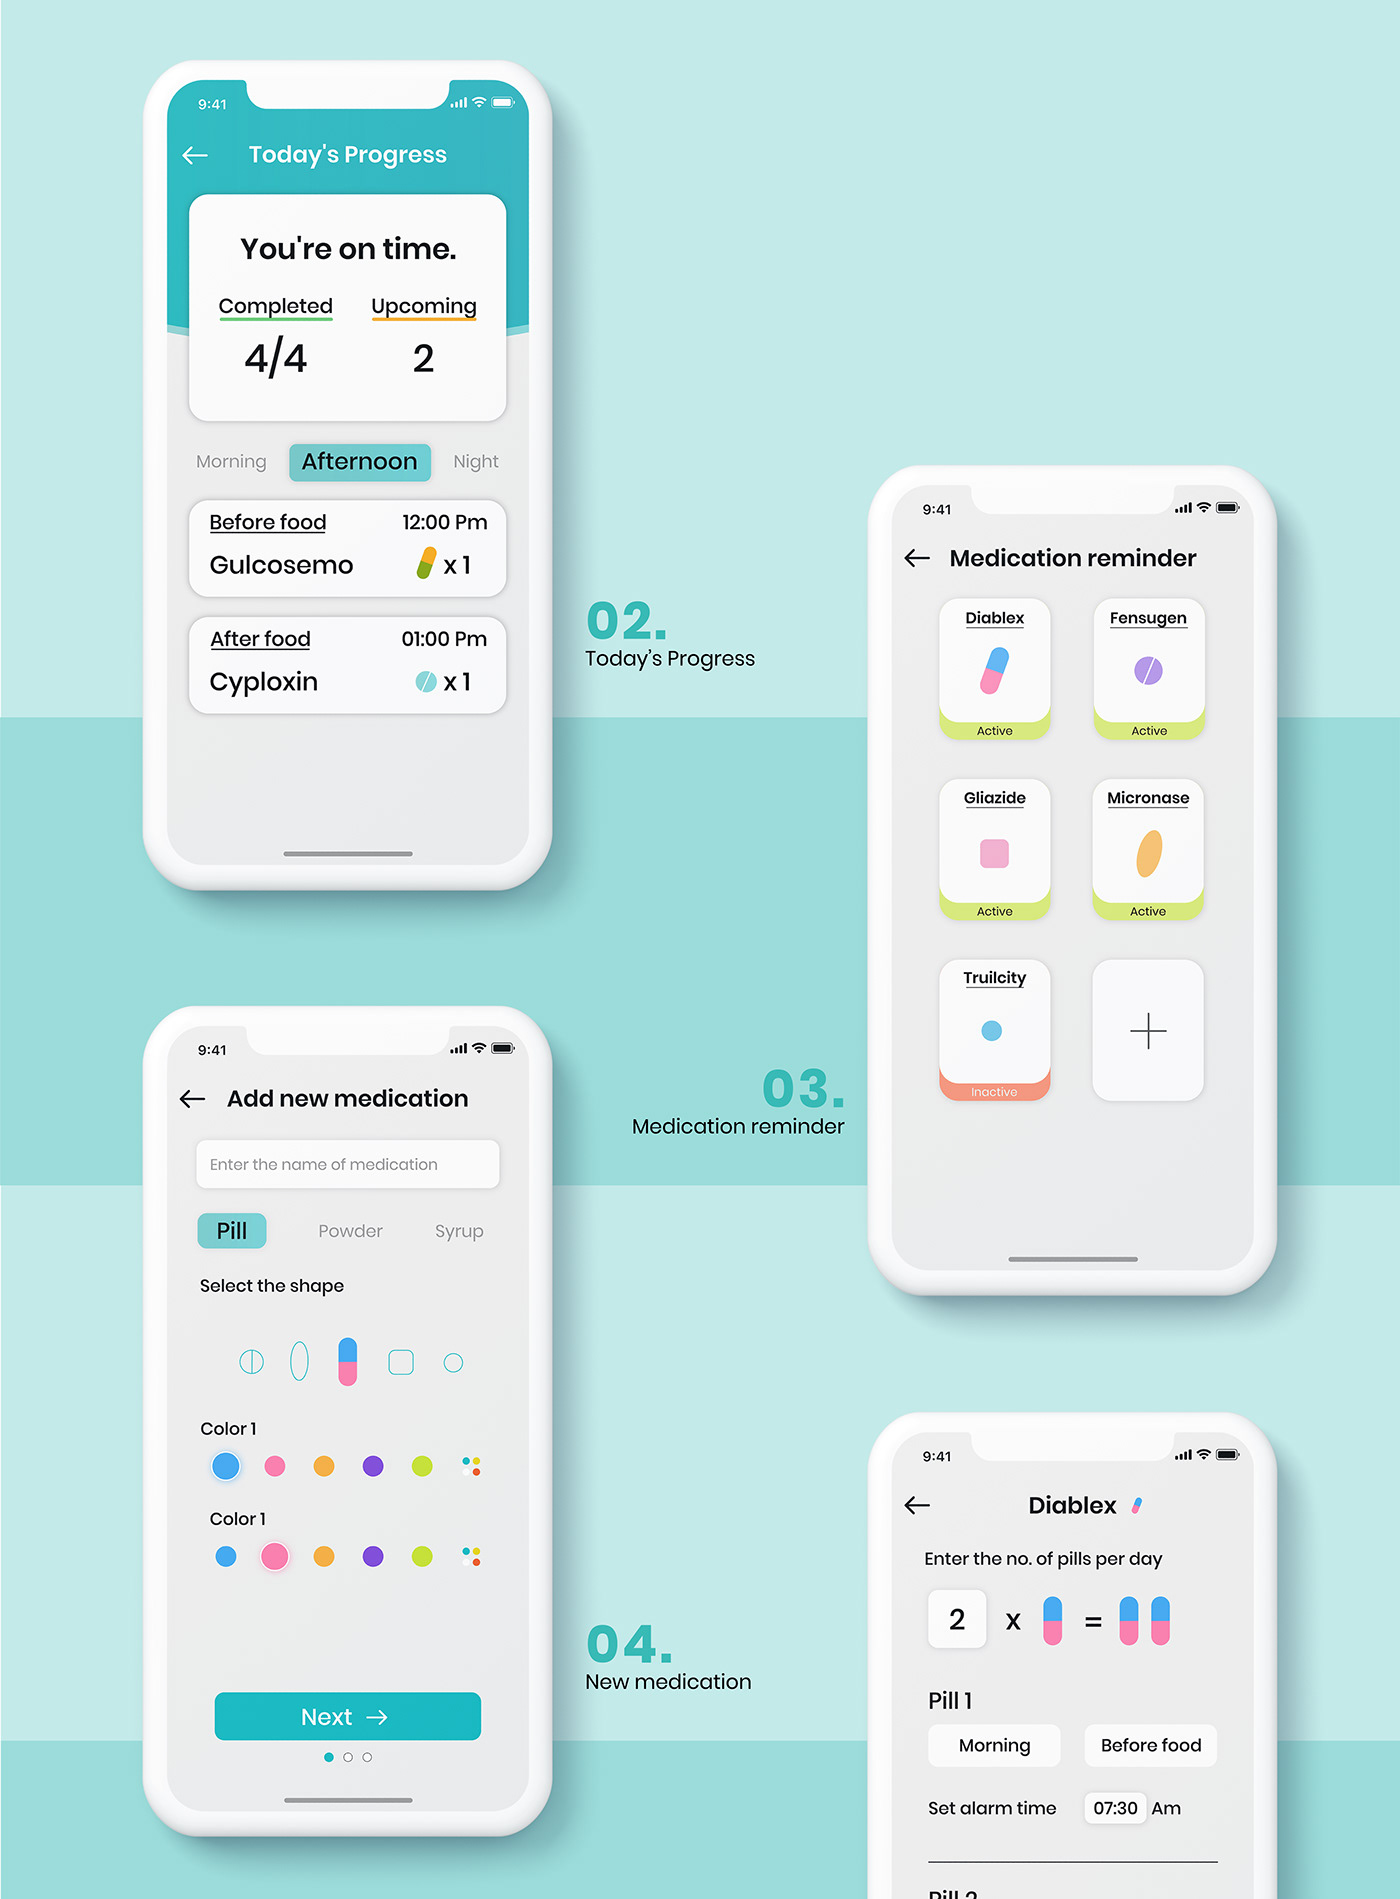 9:41
Today's Progress
You're on time.
Completed Upcoming
4/4 2
Morning Afternoon Night
Before food 12:00 Pm
Gulcosemo x 1
After food 01:00 Pm
Cyploxin x 1
02.
Today's Progress
9:41
Medication reminder
Diablex Fensugen
Active Active
Gliazide Micronase
Active Active
Truilcity
Inactive
03.
Medication reminder
9:41
Add new medication
Enter the name of medication
Pill Powder Syrup
Select the shape
Color 1
Color 1
Next
04.
New medication
9:41
Diablex
Enter the no. of pills per day
2 x =
Pill 1
Morning Before food
Set alarm time 07:30 Am
Pill 2